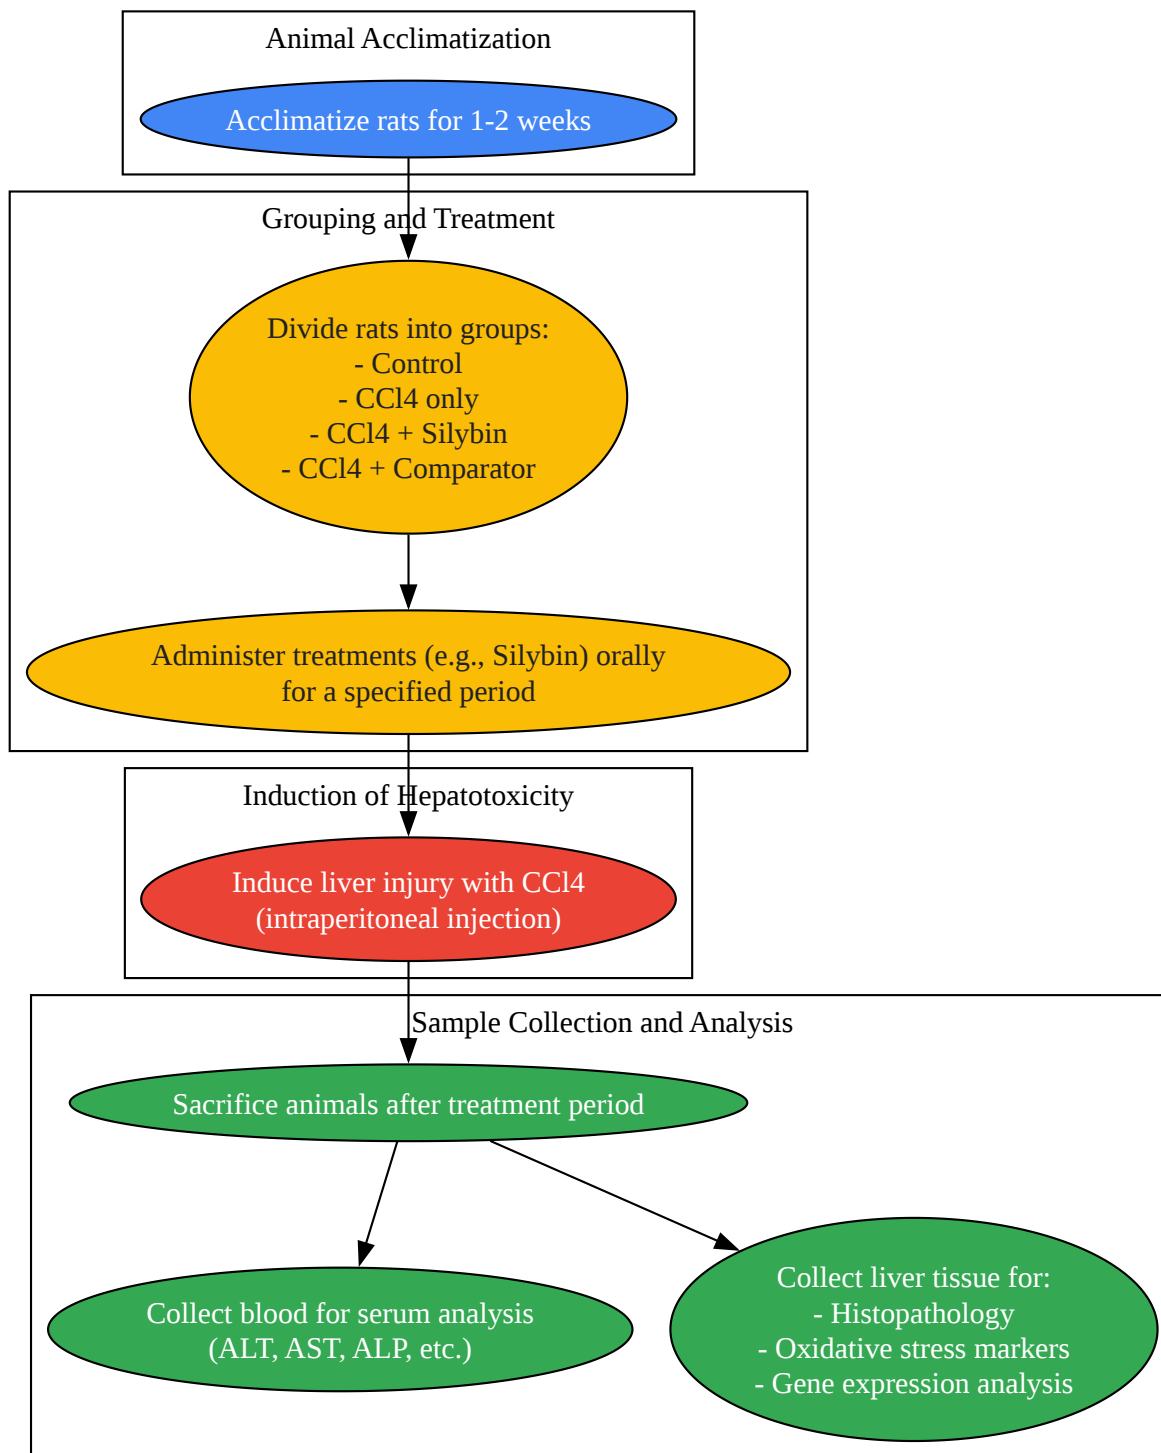 Animal Acclimatization
Acclimatize rats for 1-2 weeks
Grouping and Treatment
Divide rats into groups:
- Control
- CCl4 only
- CCl4 + Silybin
- CCl4 + Comparator
Administer treatments (e.g., Silybin) orally
for a specified period
Induction of Hepatotoxicity
Induce liver injury with CCl4
(intraperitoneal injection)
Sample Collection and Analysis
Sacrifice animals after treatment period
Collect blood for serum analysis
(ALT, AST, ALP, etc.)
Collect liver tissue for:
- Histopathology
- Oxidative stress markers
- Gene expression analysis